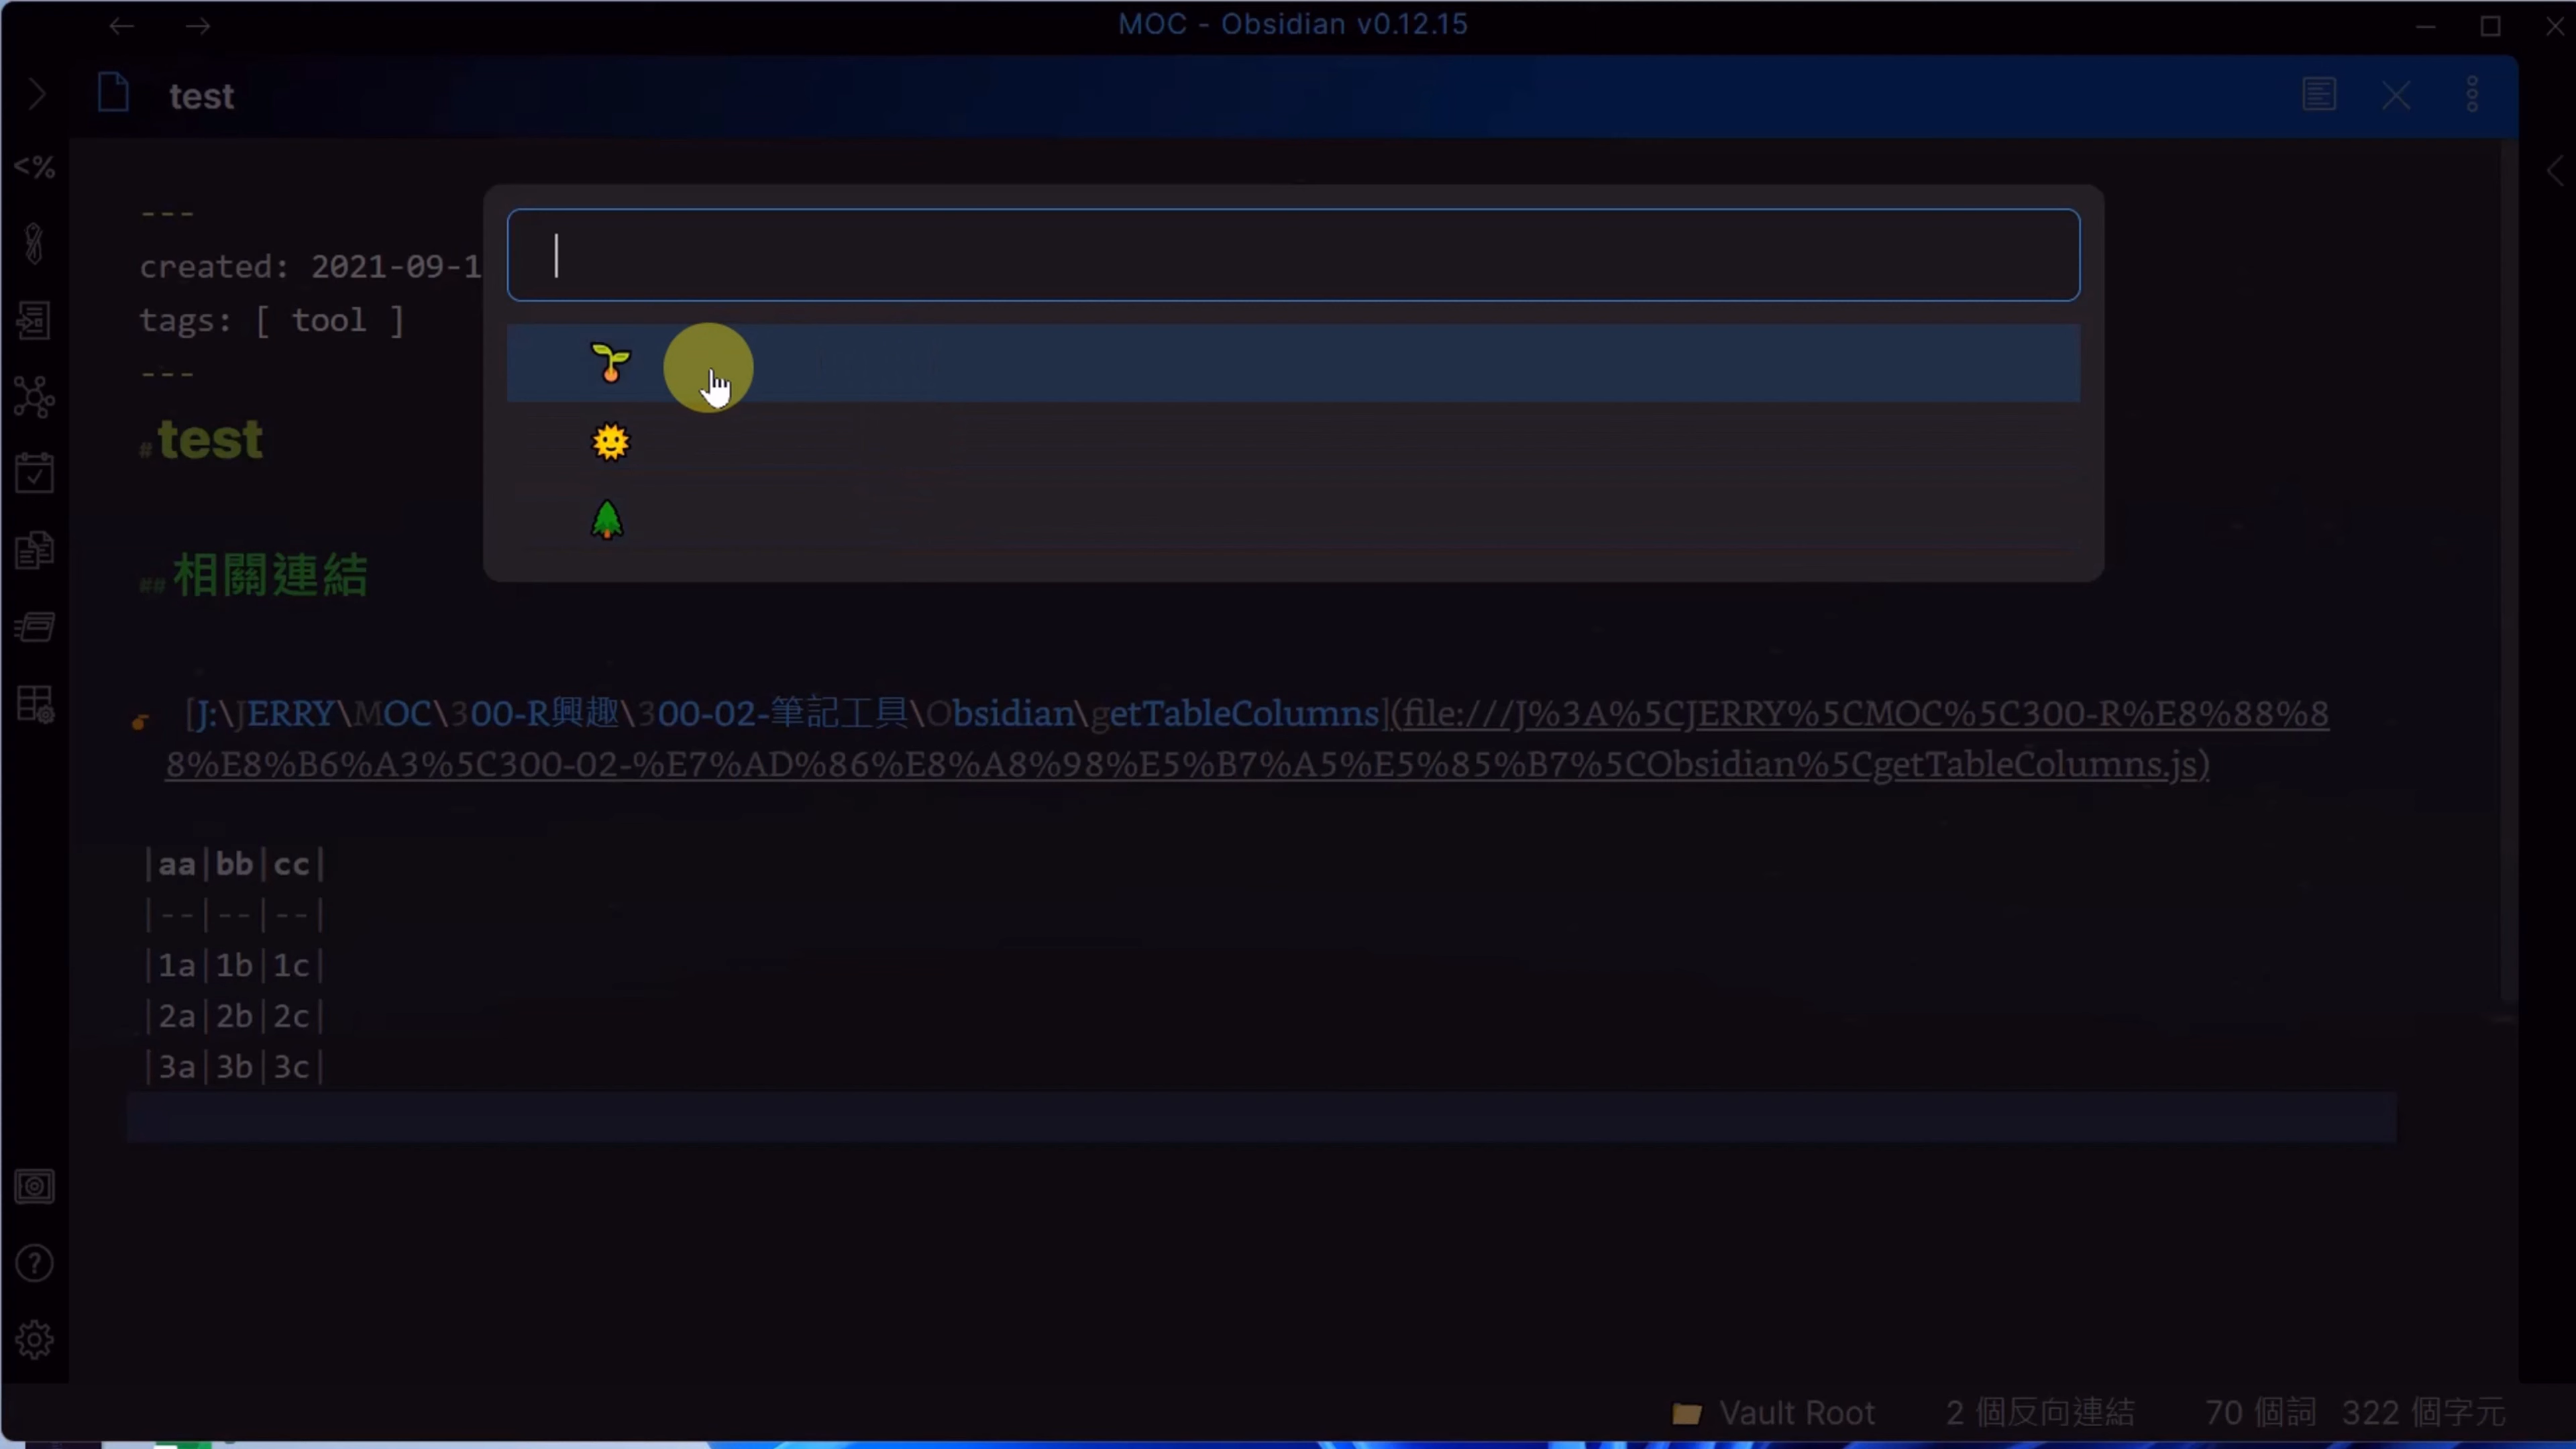 MOC - Obsidian v0.12.15
test
<%
---
created: 2021-09-1
tags: [ tool ]
---
# test
## 相關連結
[J:\JERRY\MOC\300-R興趣\300-02-筆記工具\Obsidian\getTableColumns](file:///J%3A%5CJERRY%5CMOC%5C300-R%E8%88%8
8%E8%B6%A3%5C300-02-%E7%AD%86%E8%A8%98%E5%B7%A5%E5%85%B7%5CObsidian%5CgetTableColumns.js)
|aa|bb|cc|
|--|--|--|
|1a|1b|1c|
|2a|2b|2c|
|3a|3b|3c|
Vault Root 2 個反向連結 70 個詞 322 個字元